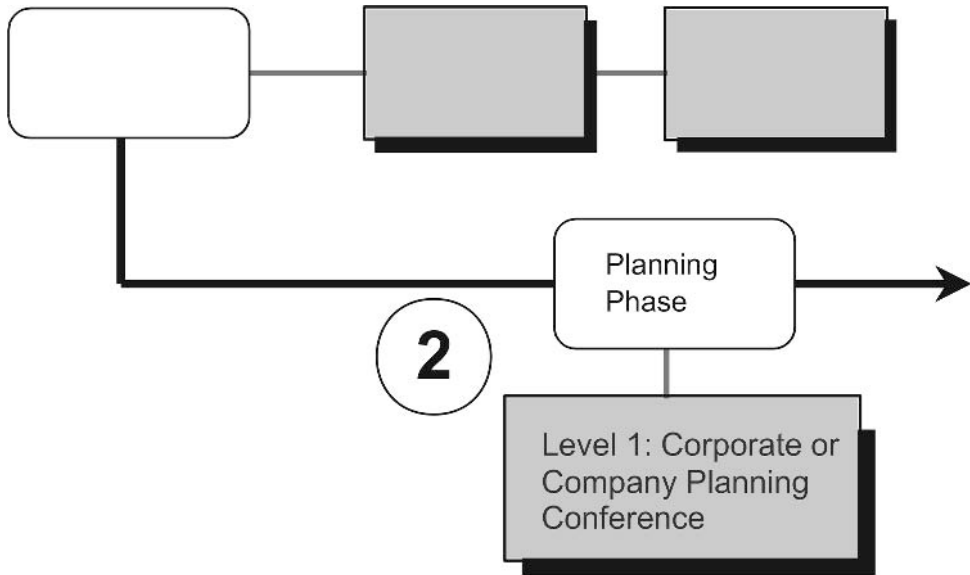 Planning
Phase
2
Level 1: Corporate or
Company Planning
Conference